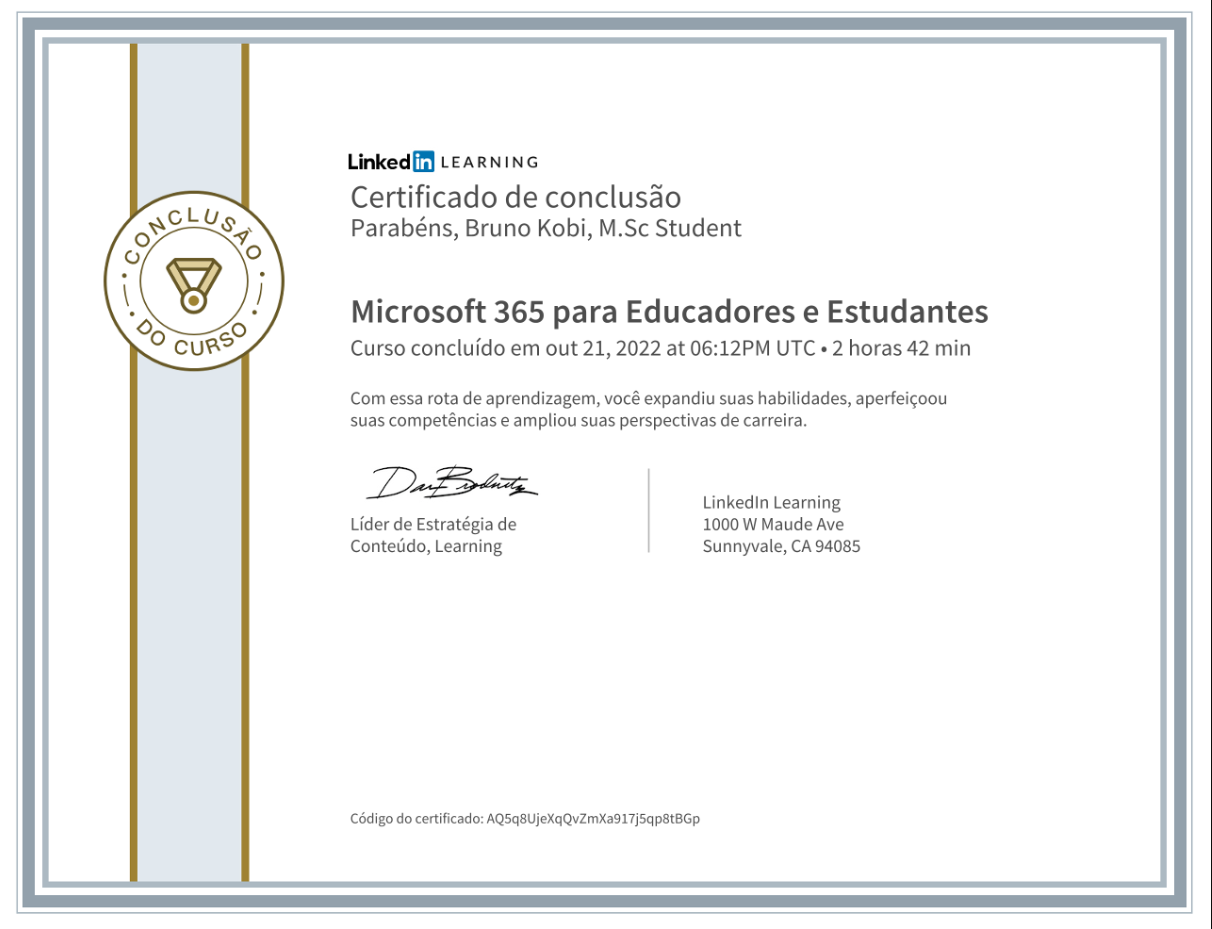 CONCLUSÃO
DO CURSO
Linked in LEARNING
Certificado de conclusão
Parabéns, Bruno Kobi, M.Sc Student
Microsoft 365 para Educadores e Estudantes
Curso concluído em out 21, 2022 at 06:12PM UTC • 2 horas 42 min
Com essa rota de aprendizagem, você expandiu suas habilidades, aperfeiçoou
suas competências e ampliou suas perspectivas de carreira.
Dan Brodnitz
Líder de Estratégia de
Conteúdo, Learning
LinkedIn Learning
1000 W Maude Ave
Sunnyvale, CA 94085
Código do certificado: AQ5q8UjeXqQvZmXa917j5qp8tBGp